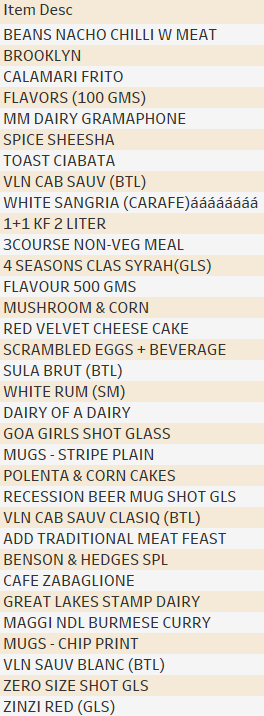 Item Desc
BEANS NACHO CHILLI W MEAT
BROOKLYN
CALAMARI FRITO
FLAVORS (100 GMS)
MM DAIRY GRAMAPHONE
SPICE SHEESHA
TOAST CIABATA
VLN CAB SAUV (BTL)
WHITE SANGRIA (CARAFE)áááááááá
1+1 KF 2 LITER
3COURSE NON-VEG MEAL
4 SEASONS CLAS SYRAH(GLS)
FLAVOUR 500 GMS
MUSHROOM & CORN
RED VELVET CHEESE CAKE
SCRAMBLED EGGS + BEVERAGE
SULA BRUT (BTL)
WHITE RUM (SM)
DAIRY OF A DAIRY
GOA GIRLS SHOT GLASS
MUGS - STRIPE PLAIN
POLENTA & CORN CAKES
RECESSION BEER MUG SHOT GLS
VLN CAB SAUV CLASIQ (BTL)
ADD TRADITIONAL MEAT FEAST
BENSON & HEDGES SPL
CAFE ZABAGLIONE
GREAT LAKES STAMP DAIRY
MAGGI NDL BURMESE CURRY
MUGS - CHIP PRINT
VLN SAUV BLANC (BTL)
ZERO SIZE SHOT GLS
ZINZI RED (GLS)